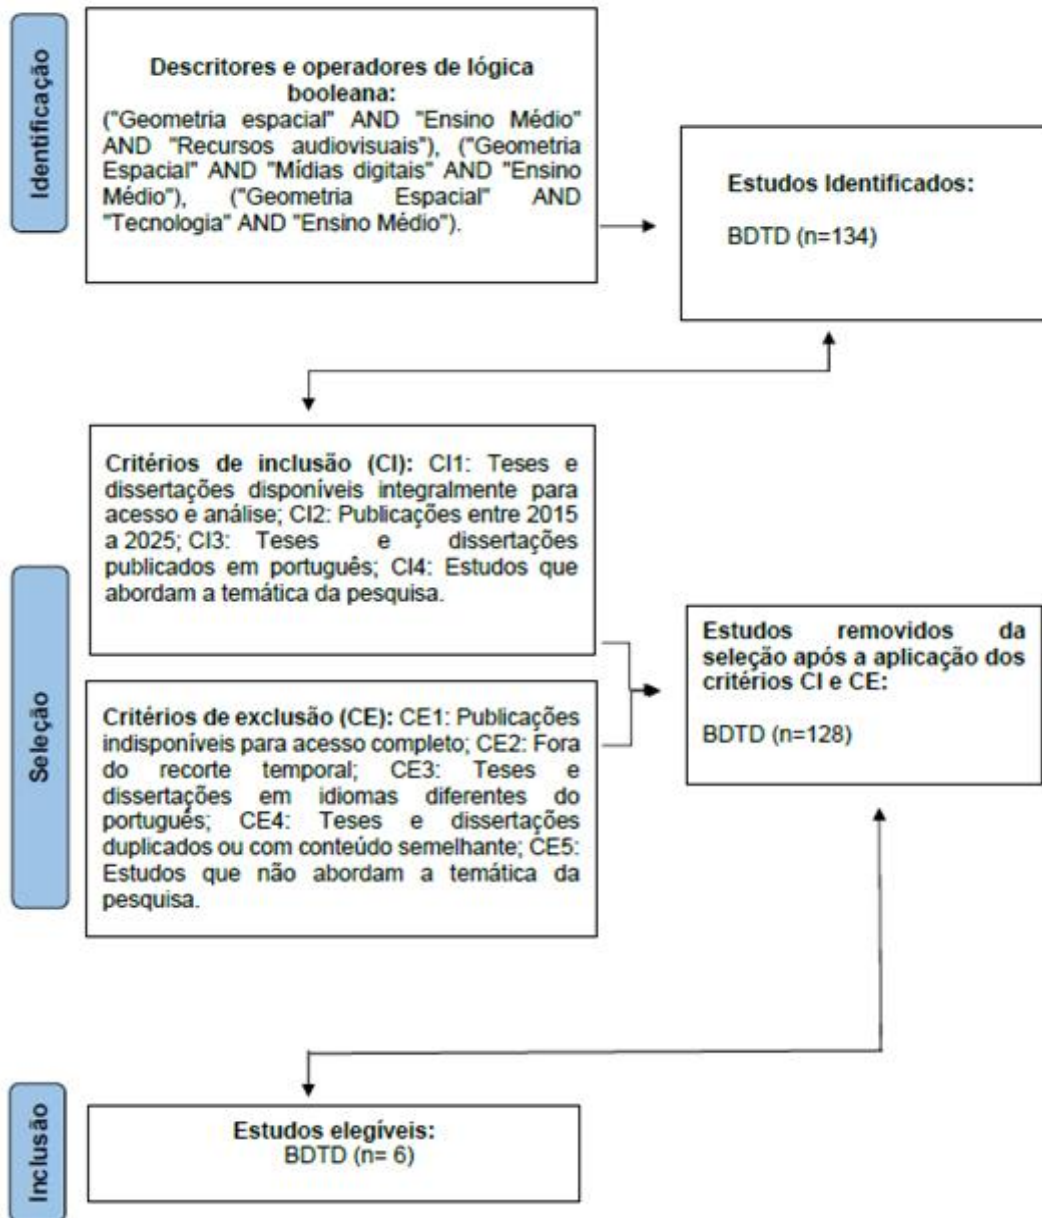 Identificação
Descritores e operadores de lógica
booleana:
("Geometria espacial" AND "Ensino Médio"
AND "Recursos audiovisuais"), ("Geometria
Espacial" AND "Mídias digitais" AND "Ensino
Médio"), ("Geometria Espacial" AND
"Tecnologia AND "Ensino Médio").
Estudos Identificados:
BDTD (n=134)
Seleção
Critérios de inclusão (CI): CI1: Teses e
dissertações disponíveis integralmente para
acesso e análise; CI2: Publicações entre 2015
a 2025; CI3: Teses e dissertações
publicados em português; CI4: Estudos que
abordam a temática da pesquisa.
Critérios de exclusão (CE): CE1: Publicações
indisponíveis para acesso completo; CE2: Fora
do recorte temporal; CE3: Teses e
dissertações em idiomas diferentes do
português; CE4: Teses e dissertações
duplicados ou com conteúdo semelhante; CE5:
Estudos que não abordam a temática da
pesquisa.
Estudos removidos da
seleção após a aplicação dos
critérios CI e CE:
BDTD (n=128)
Inclusão
Estudos elegíveis:
BDTD (n= 6)